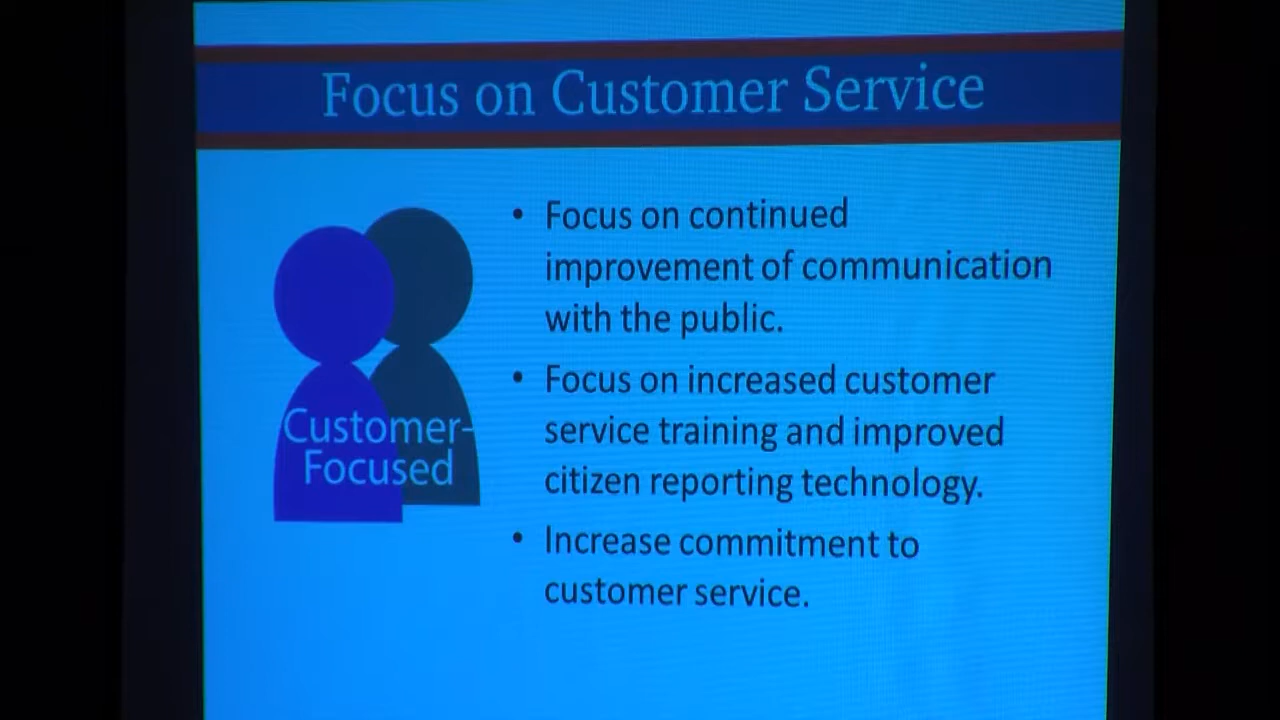 Focus on Customer Service
Customer-
Focused
• Focus on continued
improvement of communication
with the public.
• Focus on increased customer
service training and improved
citizen reporting technology.
• Increase commitment to
customer service.